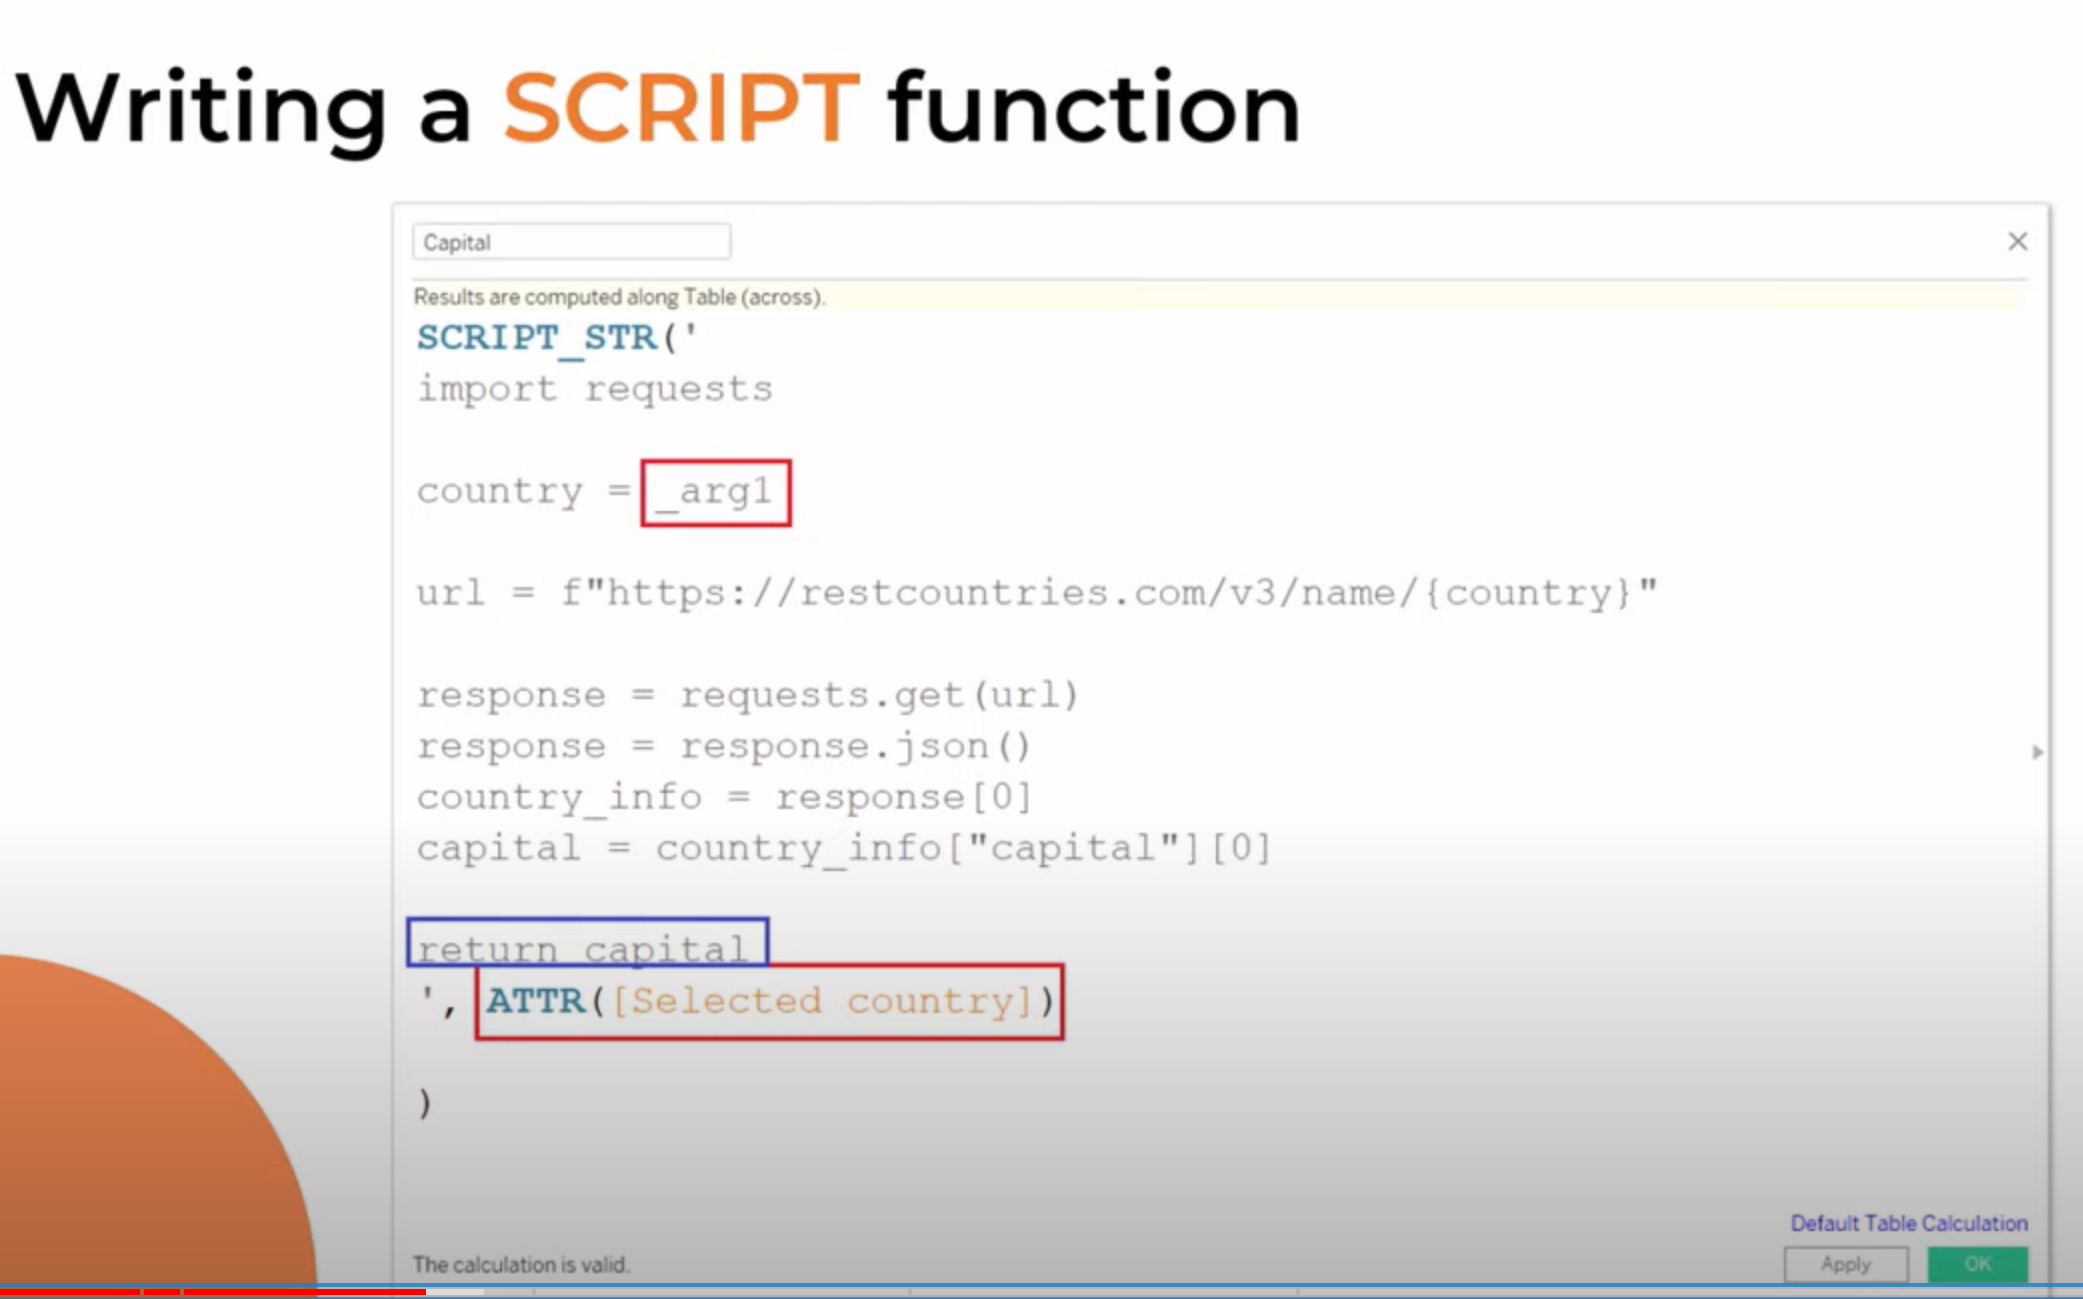 Writing a SCRIPT function
Capital
Results are computed along Table (across).
SCRIPT_STR('
import requests
country = _arg1
url = f"https://restcountries.com/v3/name/{country}"
response = requests.get(url)
response = response.json()
country_info = response[0]
capital = country_info["capital"][0]
return capital
', ATTR([Selected country])
)
Default Table Calculation
The calculation is valid.
Apply
OK